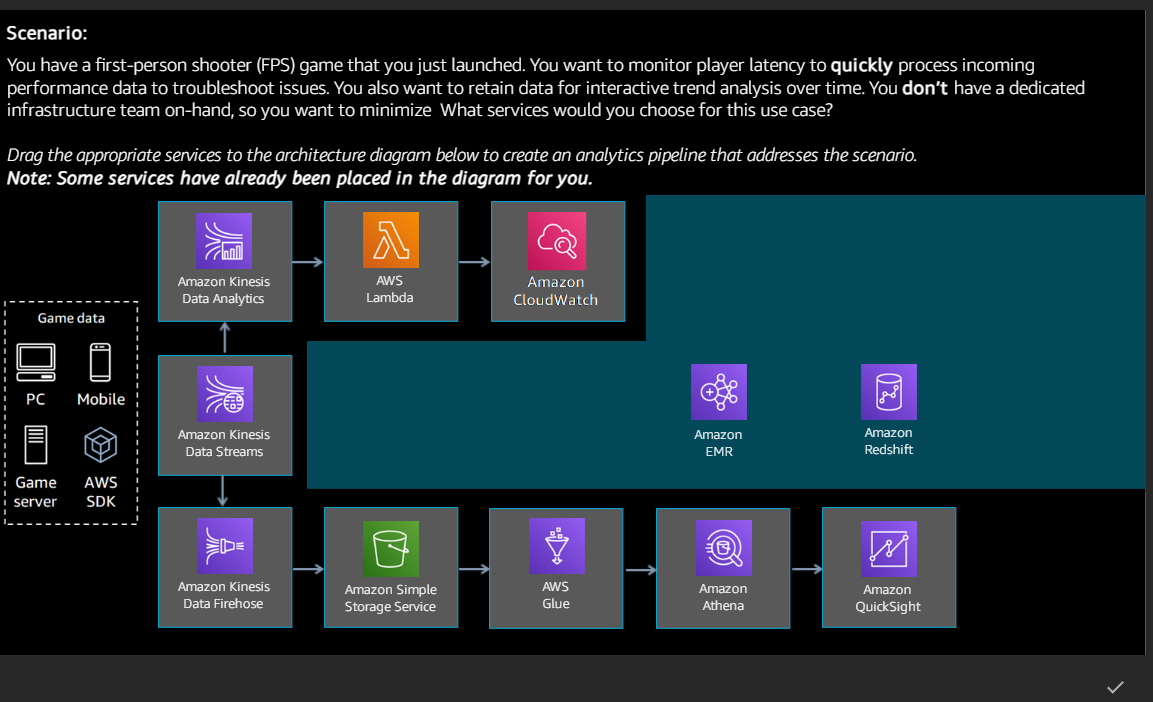 Scenario:
You have a first-person shooter (FPS) game that you just launched. You want to monitor player latency to quickly process incoming
performance data to troubleshoot issues. You also want to retain data for interactive trend analysis over time. You don't have a dedicated
infrastructure team on-hand, so you want to minimize  What services would you choose for this use case?
Drag the appropriate services to the architecture diagram below to create an analytics pipeline that addresses the scenario.
Note: Some services have already been placed in the diagram for you.
Amazon Kinesis
Data Analytics
AWS
Lambda
Amazon
CloudWatch
Game data
PC
Mobile
Game
server
AWS
SDK
Amazon Kinesis
Data Streams
Amazon
EMR
Amazon
Redshift
Amazon Kinesis
Data Firehose
Amazon Simple
Storage Service
AWS
Glue
Amazon
Athena
Amazon
QuickSight